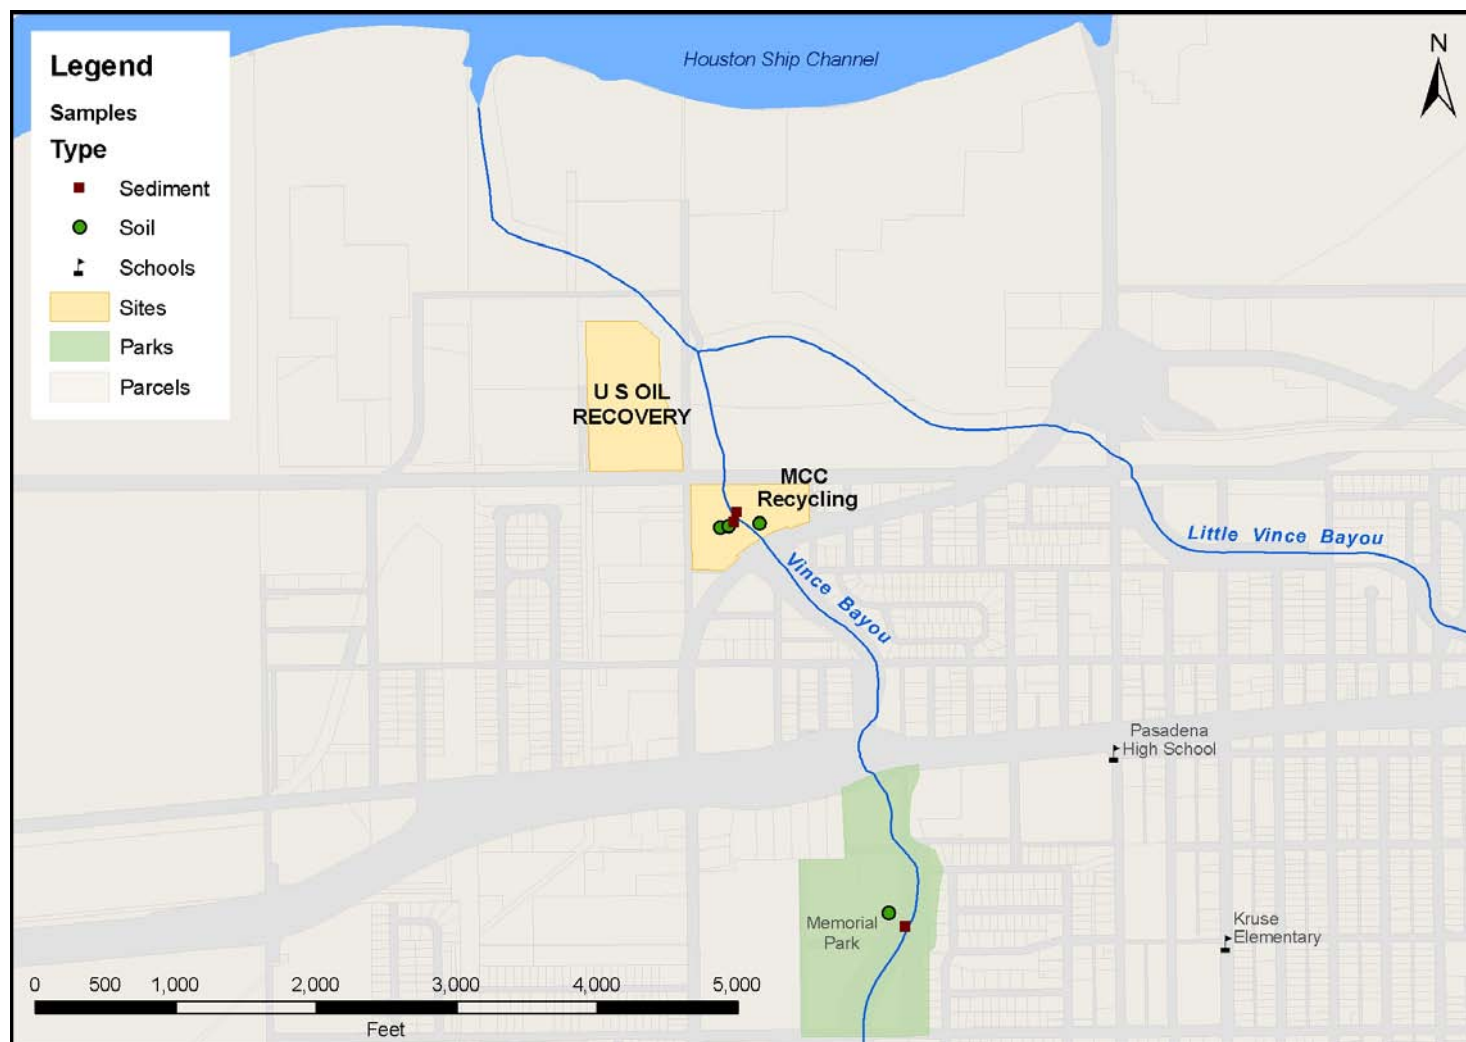 Legend
Samples
Type
Sediment
Soil
Schools
Sites
Parks
Parcels
Houston Ship Channel
N
U S OIL
RECOVERY
MCC
Recycling
Little Vince Bayou
Vince Bayou
Pasadena
High School
Memorial
Park
Kruse
Elementary
0 500 1,000 2,000 3,000 4,000 5,000
Feet